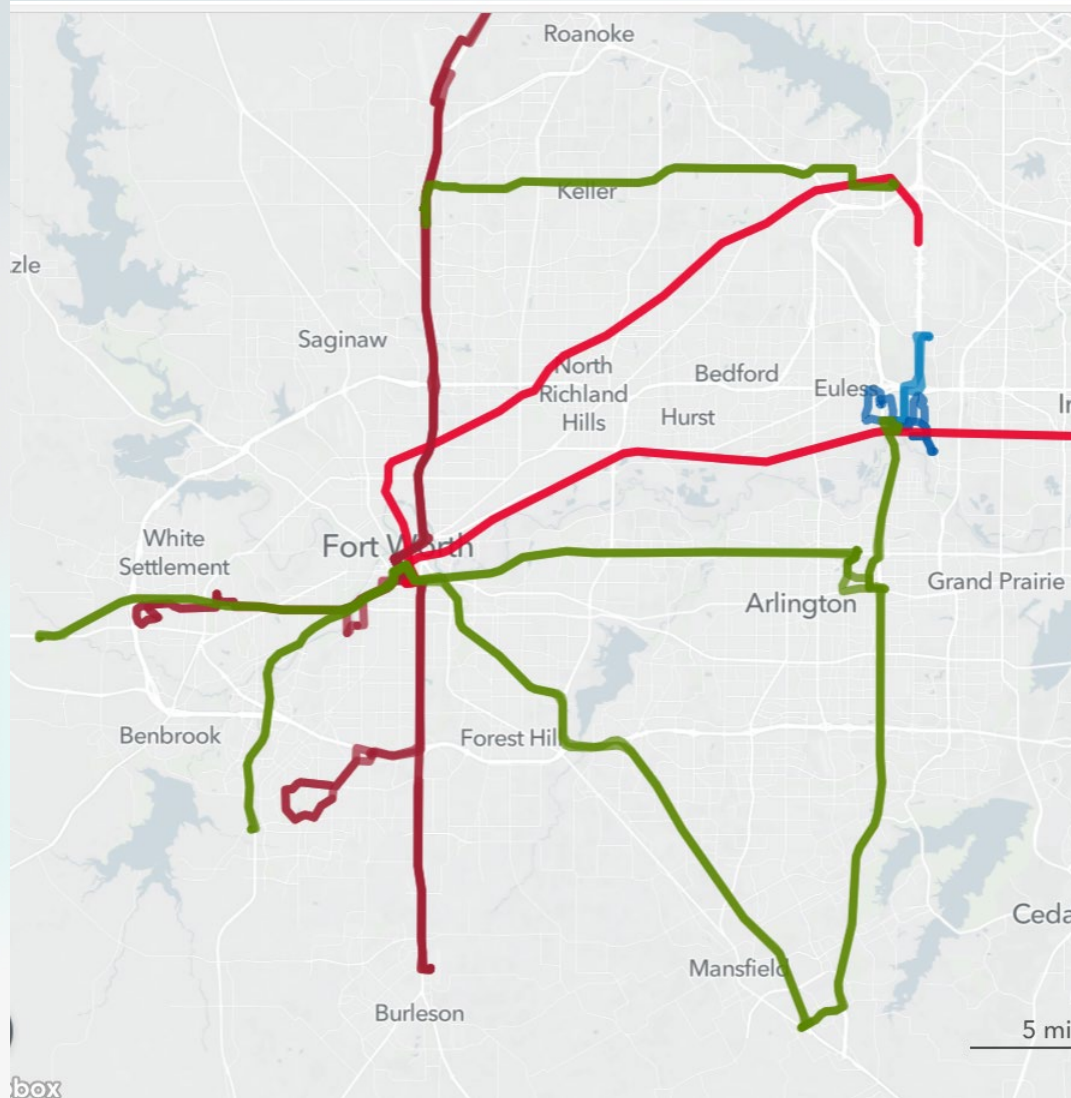 Roanoke
Keller
zle
Saginaw
North
Richland
Hills
Bedford
Euless
Hurst
Ir
White
Settlement
Fort Worth
Grand Prairie
Arlington
Benbrook
Forest Hill
Ceda
Mansfield
Burleson
5 mi
box